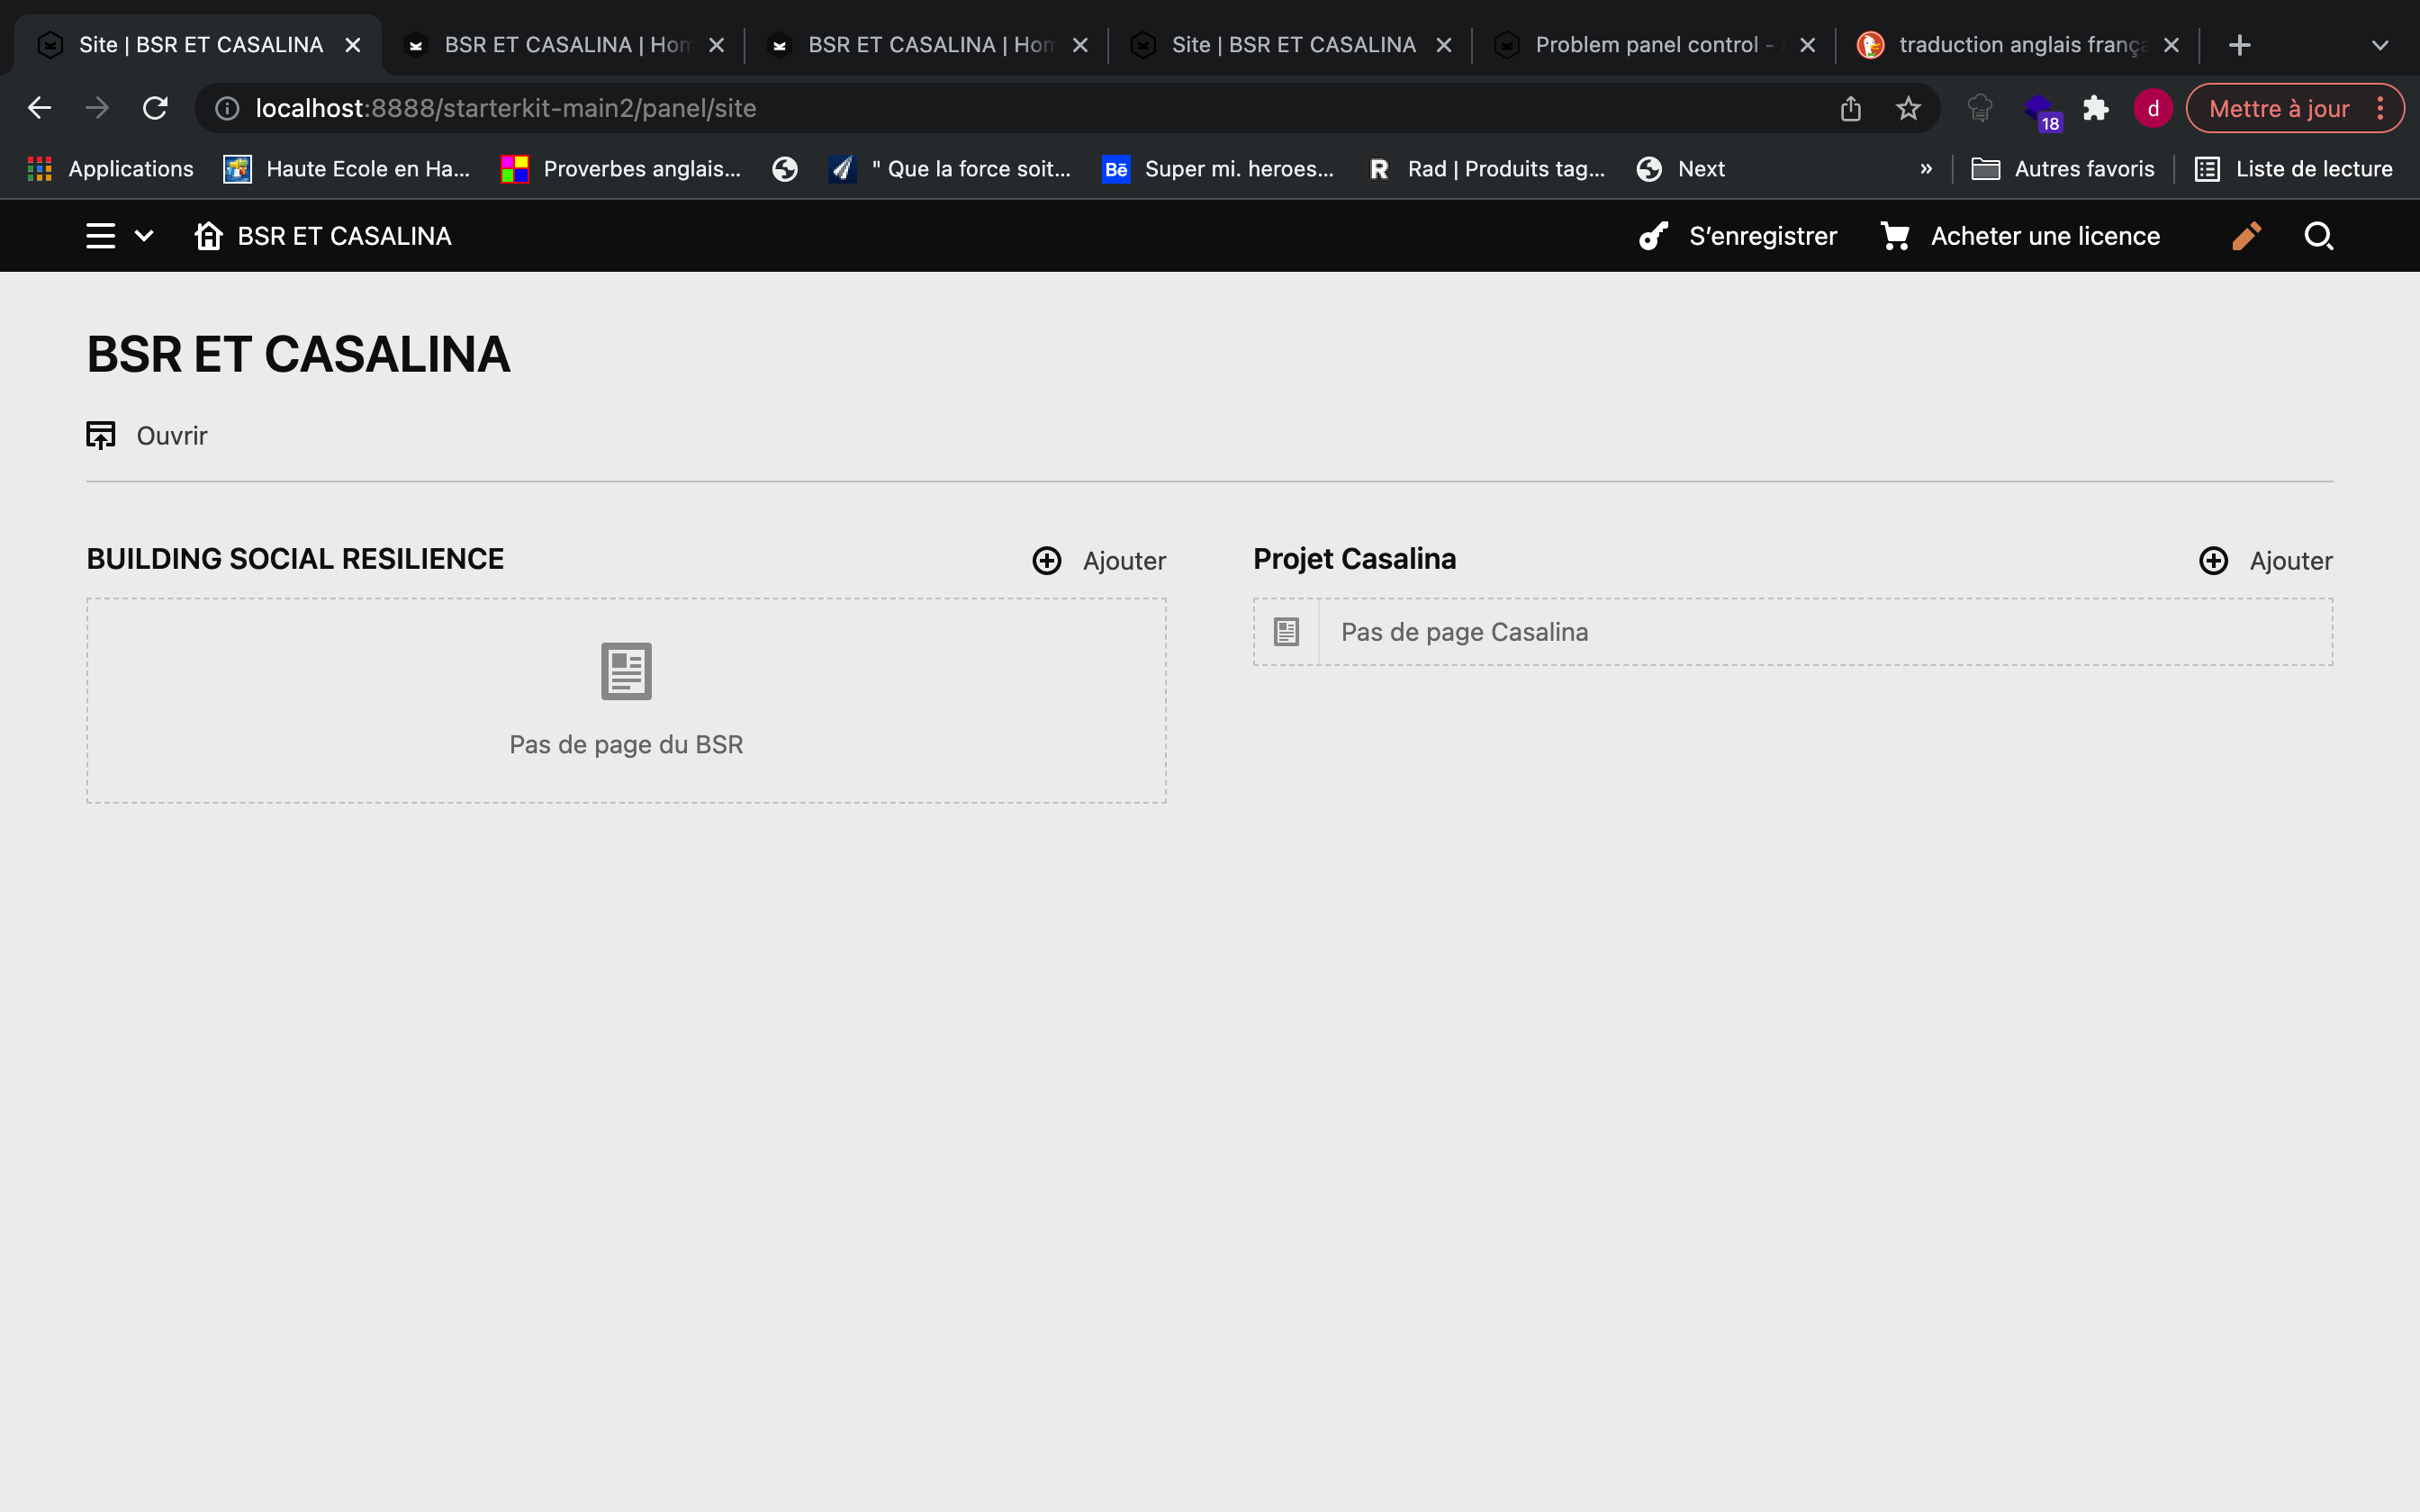 Site | BSR ET CASALINA
BSR ET CASALINA | Hom
BSR ET CASALINA | Hom
Site | BSR ET CASALINA
Problem panel control -
traduction anglais frança
localhost:8888/starterkit-main2/panel/site
18
d
Mettre à jour
Applications
Haute Ecole en Ha...
Proverbes anglais...
" Que la force soit...
Bē
Super mi. heroes...
R
Rad | Produits tag...
Next
»
Autres favoris
Liste de lecture
BSR ET CASALINA
S’enregistrer
Acheter une licence
BSR ET CASALINA
Ouvrir
BUILDING SOCIAL RESILIENCE
Ajouter
Projet Casalina
Ajouter
Pas de page du BSR
Pas de page Casalina